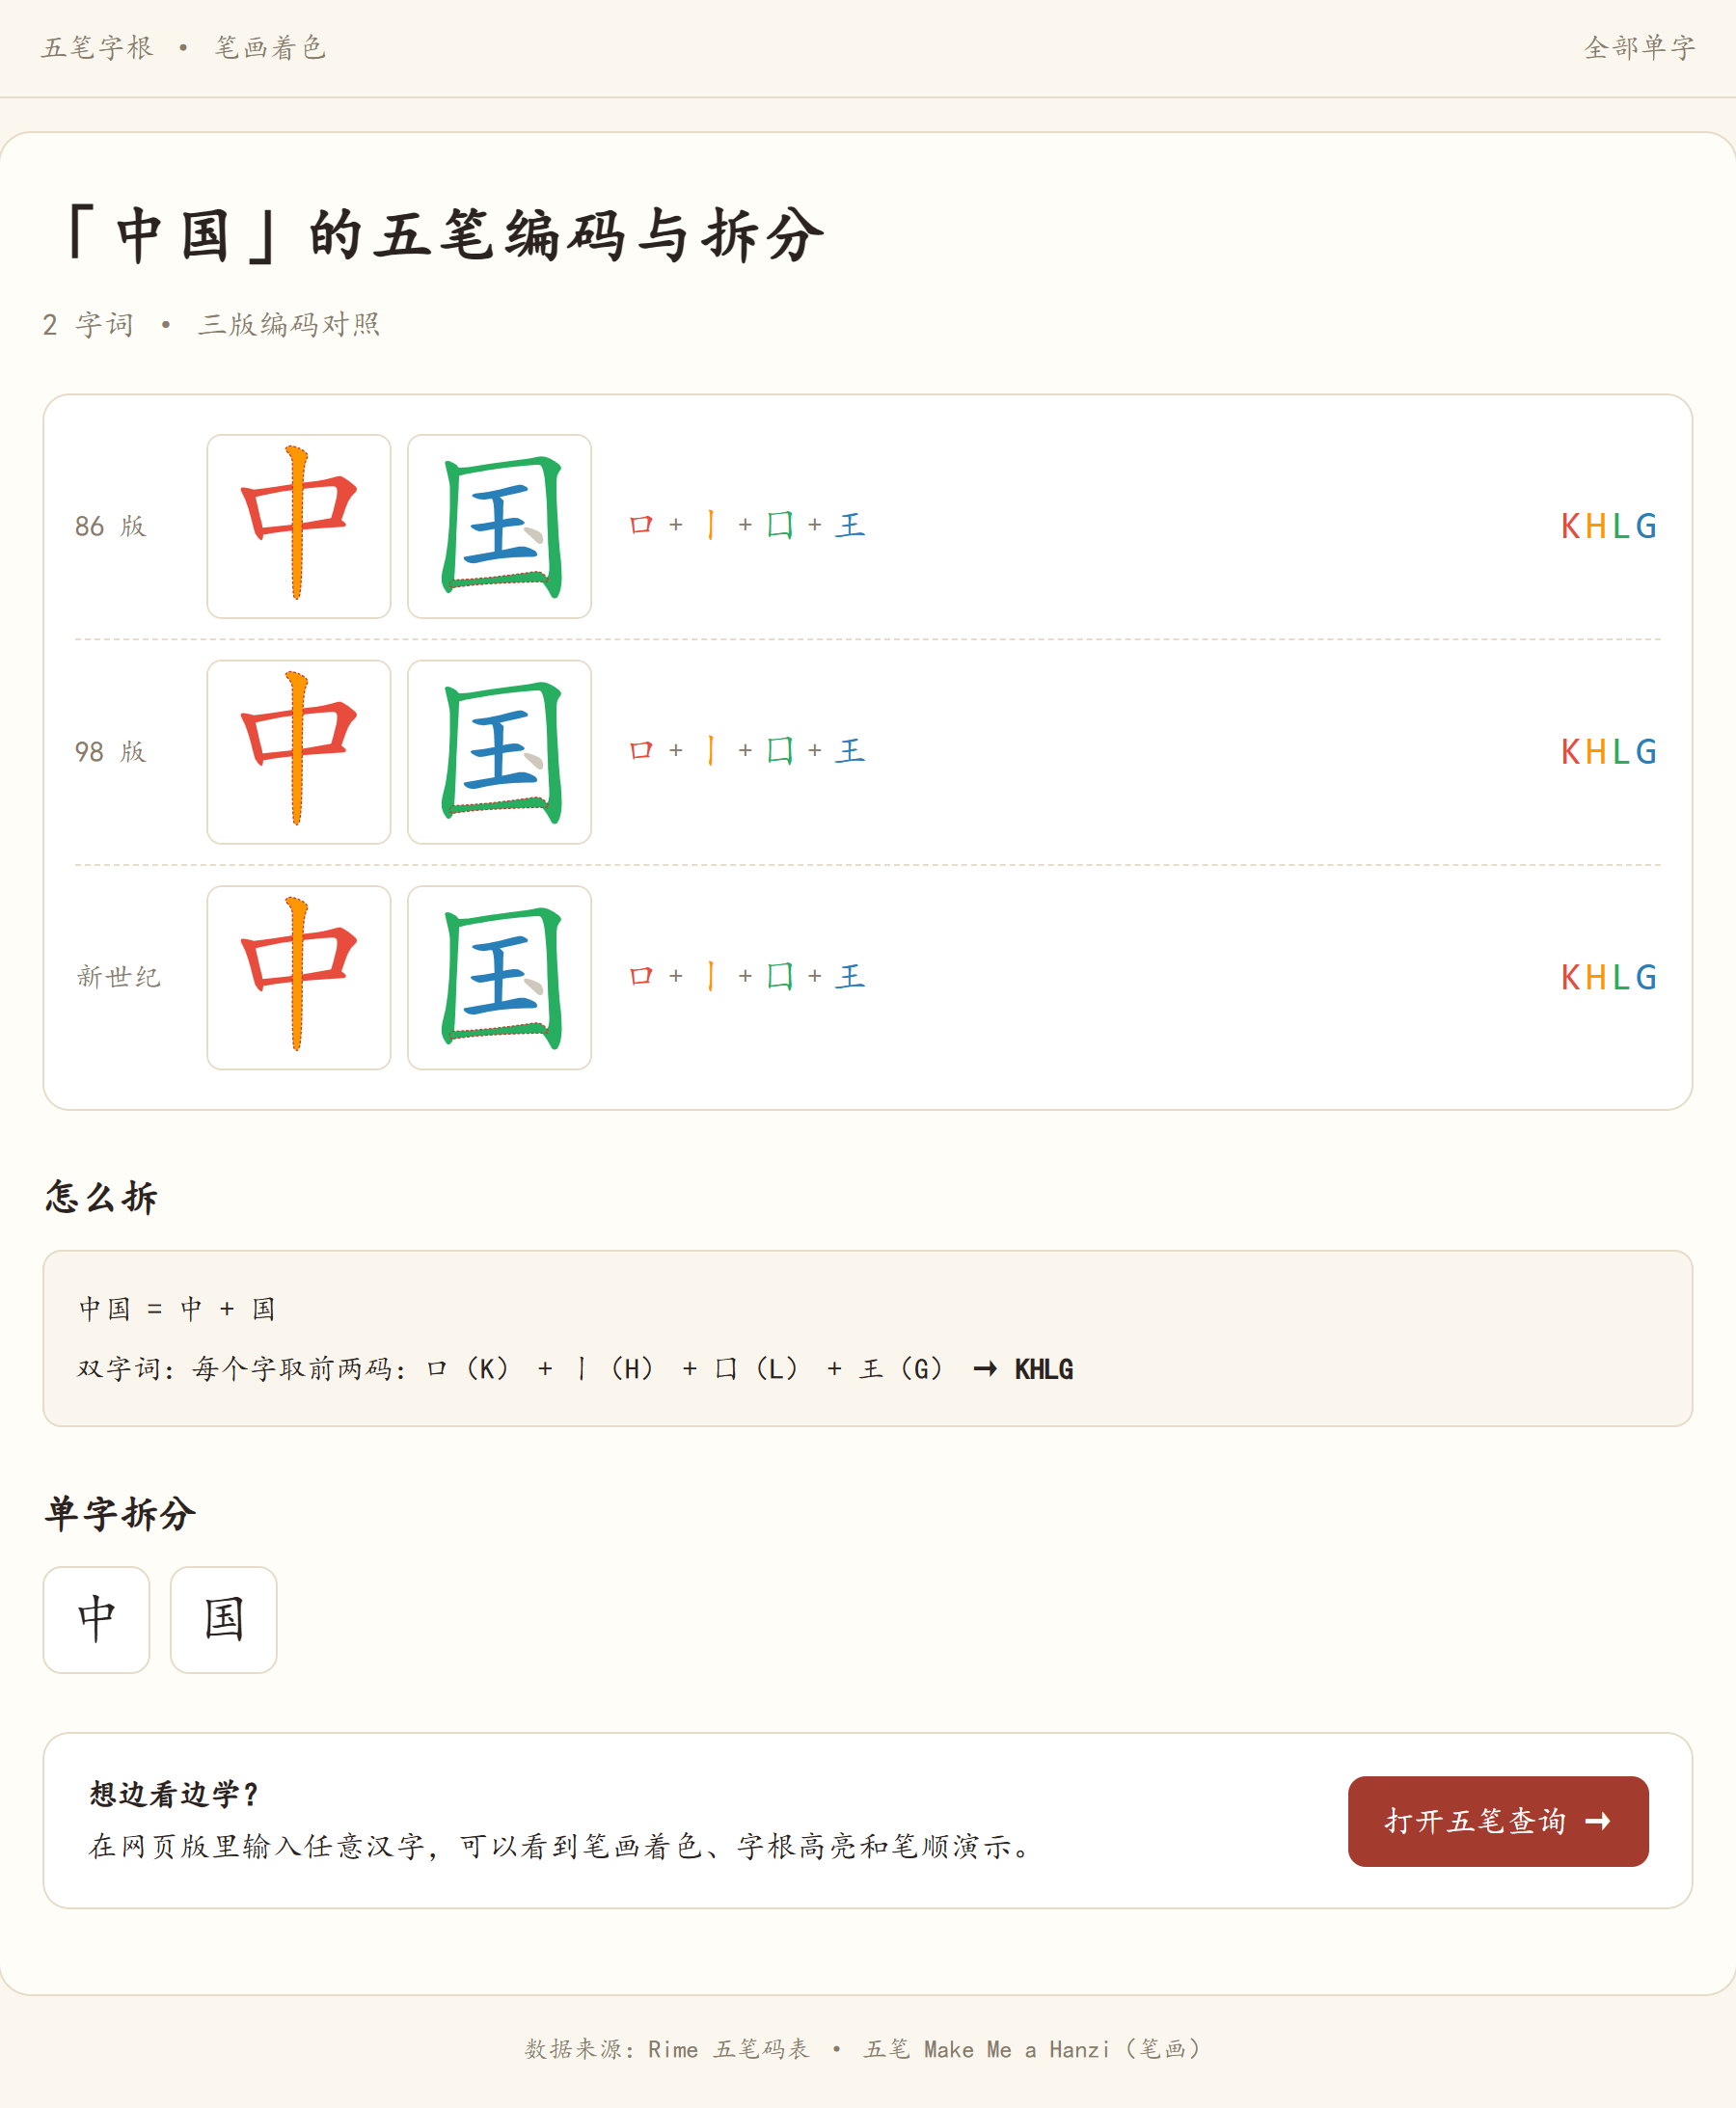 五笔字根 • 笔画着色 全部单字
「中国」的五笔编码与拆分
2 字词 • 三版编码对照
86 版 中 国 口 + 丨 + 囗 + 王 KHLG
98 版 中 国 口 + 丨 + 囗 + 王 KHLG
新世纪 中 国 口 + 丨 + 囗 + 王 KHLG
怎么拆
中国 = 中 + 国
双字词：每个字取前两码：口（K） + 丨（H） + 囗（L） + 王（G） → KHLG
单字拆分
中 国
想边看边学？
在网页版里输入任意汉字，可以看到笔画着色、字根高亮和笔顺演示。
打开五笔查询 →
数据来源：Rime 五笔码表 • 五笔 Make Me a Hanzi（笔画）